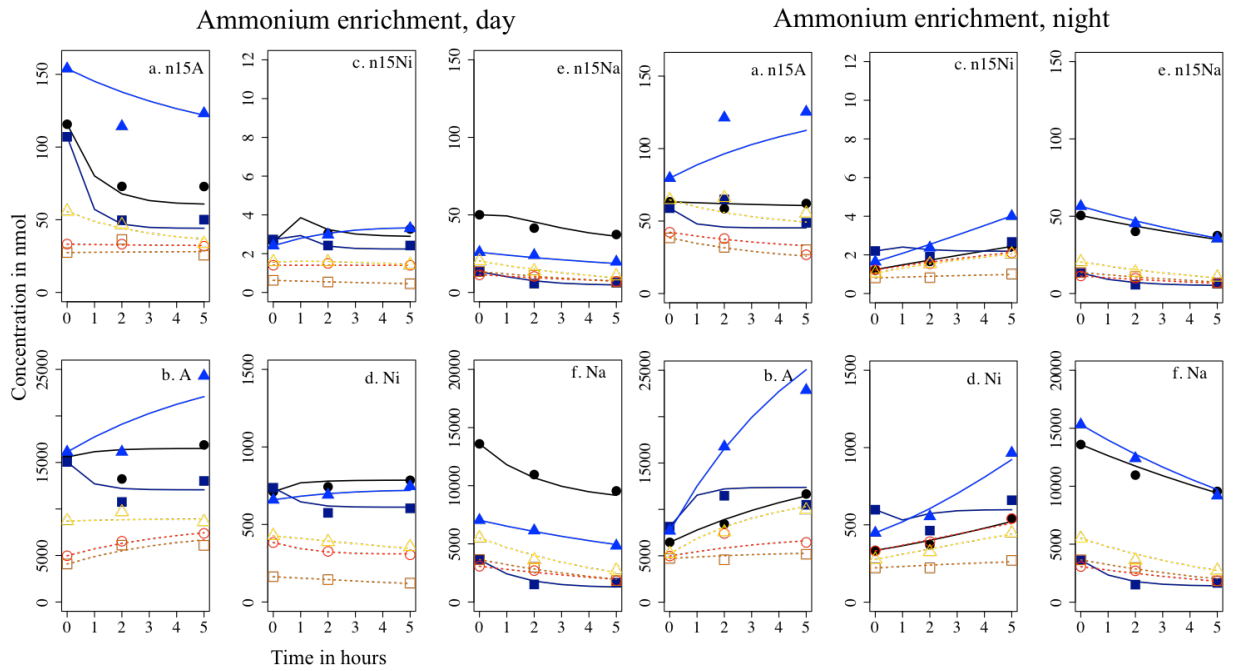 Ammonium enrichment, day
Ammonium enrichment, night
Concentration in nmol
a. n15A
0 50 100 150
0 1 2 3 4 5
c. n15Ni
0 2 4 6 8 10 12
0 1 2 3 4 5
e. n15Na
0 50 100 150
0 1 2 3 4 5
a. n15A
0 50 100 150
0 1 2 3 4 5
c. n15Ni
0 2 4 6 8 10 12
0 1 2 3 4 5
e. n15Na
0 50 100 150
0 1 2 3 4 5
b. A
0 5000 15000 25000
0 1 2 3 4 5
d. Ni
0 500 1000 1500
0 1 2 3 4 5
f. Na
0 5000 10000 20000
0 1 2 3 4 5
b. A
0 5000 10000 20000
0 1 2 3 4 5
d. Ni
0 500 1000 1500
0 1 2 3 4 5
f. Na
0 5000 10000 20000
0 1 2 3 4 5
Time in hours